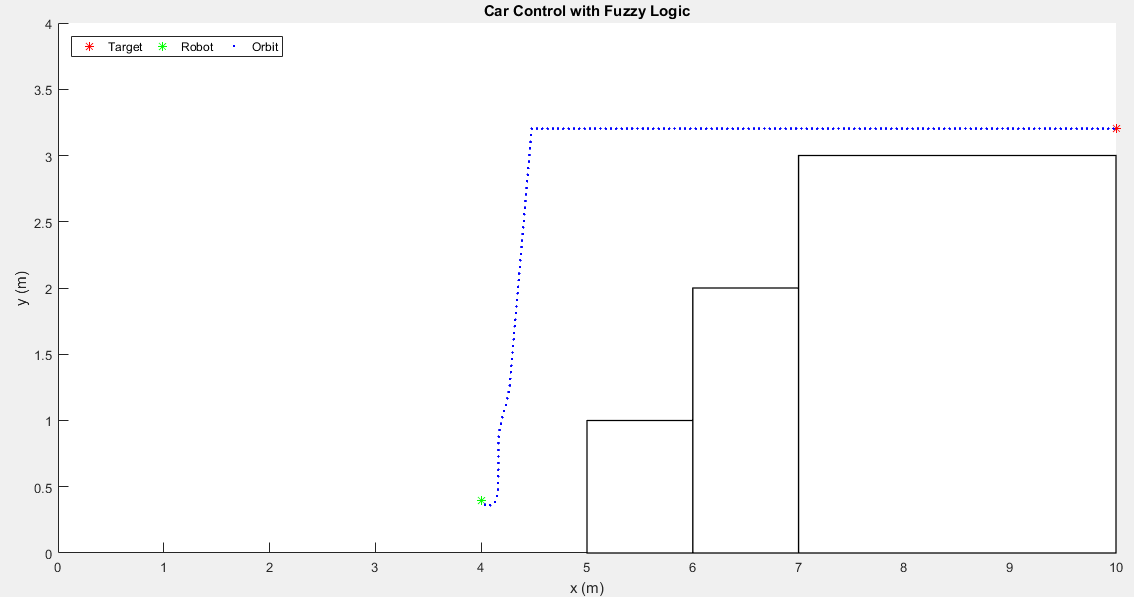 Car Control with Fuzzy Logic
Target Robot Orbit
4
3.5
3
2.5
2
1.5
1
0.5
0
y (m)
0 1 2 3 4 5 6 7 8 9 10
x (m)